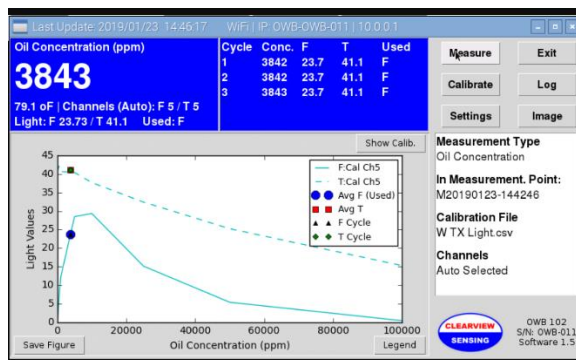 Last Update: 2019/01/23 14:46:17 WiFi | IP: OWB-OWB-011 | 10.0.0.1
Oil Concentration (ppm)
3843
79.1 oF | Channels (Auto): F 5 / T 5
Light: F 23.73 / T 41.1 Used: F
Cycle Conc. F T Used
1 3842 23.7 41.1 F
2 3842 23.7 41.1 F
3 3843 23.7 41.1 F
Measure Exit
Calibrate Log
Settings Image
Show Calib.
Measurement Type
Oil Concentration
In Measurement. Point:
M20190123-144246
Calibration File
W TX Light.csv
Channels
Auto Selected
Light Values
45
40
35
30
25
20
15
10
5
0
F:Cal Ch5
T:Cal Ch5
Avg F (Used)
Avg T
F Cycle
T Cycle
0 20000 40000 60000 80000 100000
Oil Concentration (ppm)
Save Figure
Legend
CLEARVIEW
SENSING
OWB 102
S/N: OWB-011
Software 1.5